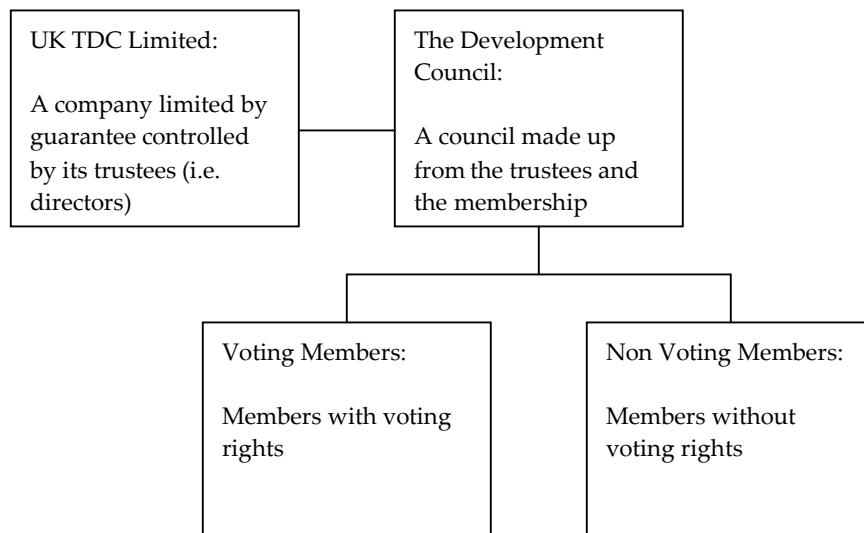 UK TDC Limited:
A company limited by
guarantee controlled
by its trustees (i.e.
directors)
The Development
Council:
A council made up
from the trustees and
the membership
Voting Members:
Members with voting
rights
Non Voting Members:
Members without
voting rights